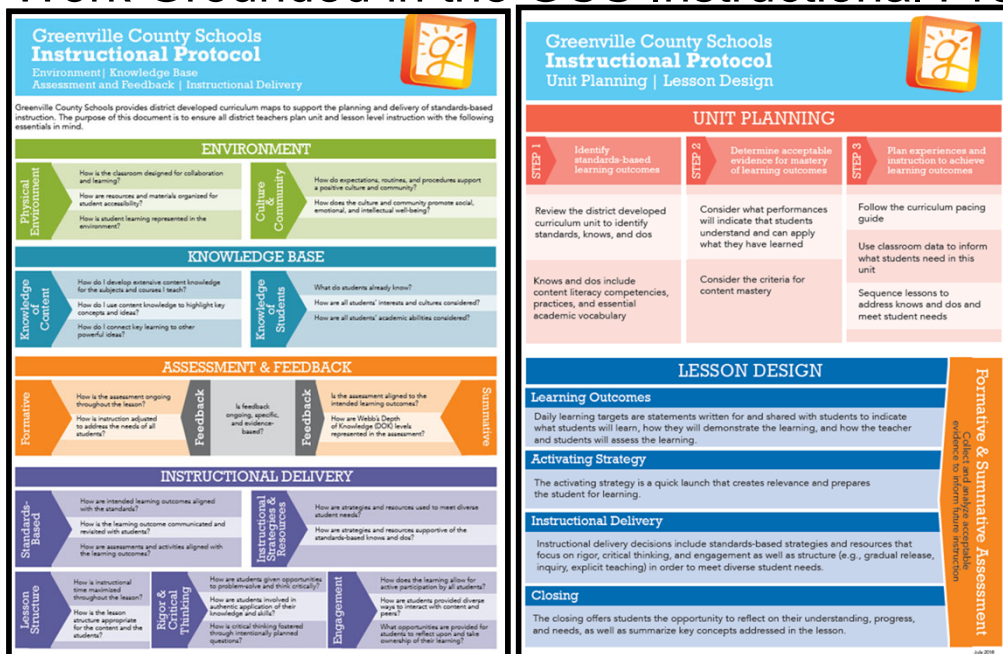 Greenville County Schools
Instructional Protocol
Environment| Knowledge Base
Assessment and Feedback | Instructional Delivery
Greenville County Schools provides district developed curriculum maps to support the planning and delivery of standards-based
instruction. The purpose of this document is to ensure all district teachers plan unit and lesson level instruction with the following
essentials in mind.
ENVIRONMENT
Physical
Environment
How is the classroom designed for collaboration
and learning?
How are resources and materials organized for
student accessibility?
How is student learning represented in the
environment?
Culture
&
Community
How do expectations, routines, and procedures support
a positive culture and community?
How does the culture and community promote social,
emotional, and intellectual well-being?
KNOWLEDGE BASE
Knowledge
of
Content
How do I develop extensive content knowledge
for the subjects and courses I teach?
How do I use content knowledge to highlight key
concepts and ideas?
How do I connect key learning to other
powerful ideas?
Knowledge
of
Students
What do students already know?
How are all students' interests and cultures considered?
How are all students' academic abilities considered?
ASSESSMENT & FEEDBACK
Formative
How is the assessment ongoing
throughout the lesson?
How is instruction adjusted
to address the needs of all
students?
Feedback
Is feedback
ongoing, specific,
and evidence-
based?
Feedback
Is the assessment aligned to the
intended learning outcomes?
How are Webb's Depth
of Knowledge (DOK) levels
represented in the assessment?
Summative
INSTRUCTIONAL DELIVERY
Standards-
Based
How are intended learning outcomes aligned
with the standards?
How is the learning outcome communicated and
revisited with students?
How are assessments and activities aligned with
the learning outcomes?
Instructional
Strategies &
Resources
How are strategies and resources used to meet diverse
student needs?
How are strategies and resources supportive of the
standards-based knows and dos?
Lesson
Structure
How is instructional
time maximized
throughout the lesson?
How is the lesson
structure appropriate
for the content and the
students?
Rigor &
Critical
Thinking
How are students given opportunities
to problem-solve and think critically?
How are students involved in
authentic application of their
knowledge and skills?
How is critical thinking fostered
through intentionally planned
questions?
Engagement
How does the learning allow for
active participation by all students?
How are students provided diverse
ways to interact with content and
peers?
What opportunities are provided for
students to reflect upon and take
ownership of their learning?
Greenville County Schools
Instructional Protocol
Unit Planning | Lesson Design
UNIT PLANNING
STEP 1
Identify
standards-based
learning outcomes
Review the district developed
curriculum unit to identify
standards, knows, and dos
Knows and dos include
content literacy competencies,
practices, and essential
academic vocabulary
STEP 2
Determine acceptable
evidence for mastery
of learning outcomes
Consider what performances
will indicate that students
understand and can apply
what they have learned
Consider the criteria for
content mastery
STEP 3
Plan experiences and
instruction to achieve
learning outcomes
Follow the curriculum pacing
guide
Use classroom data to inform
what students need in this
unit
Sequence lessons to
address knows and dos and
meet student needs
LESSON DESIGN
Learning Outcomes
Daily learning targets are statements written for and shared with students to indicate
what students will learn, how they will demonstrate the learning, and how the teacher
and students will assess the learning.
Activating Strategy
The activating strategy is a quick launch that creates relevance and prepares
the student for learning.
Instructional Delivery
Instructional delivery decisions include standards-based strategies and resources that
focus on rigor, critical thinking, and engagement as well as structure (e.g., gradual release,
inquiry, explicit teaching) in order to meet diverse student needs.
Closing
The closing offers students the opportunity to reflect on their understanding, progress,
and needs, as well as summarize key concepts addressed in the lesson.
Formative & Summative Assessment
Collect and analyze acceptable
evidence to inform future instruction
July 2018